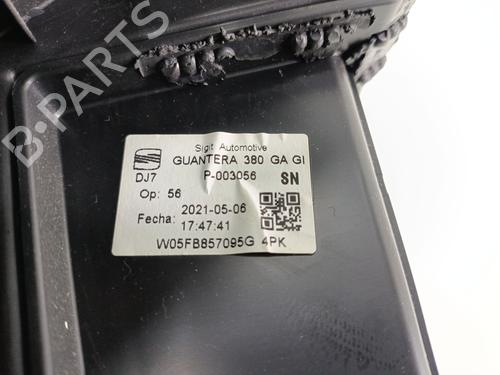 Sigit Automotive
GUANTERA 380 GA GI
DJ7
P-003056
SN
Op: 56
2021-05-06
Fecha:
17:47:41
W05FB857095G 4PK
B-PARTS